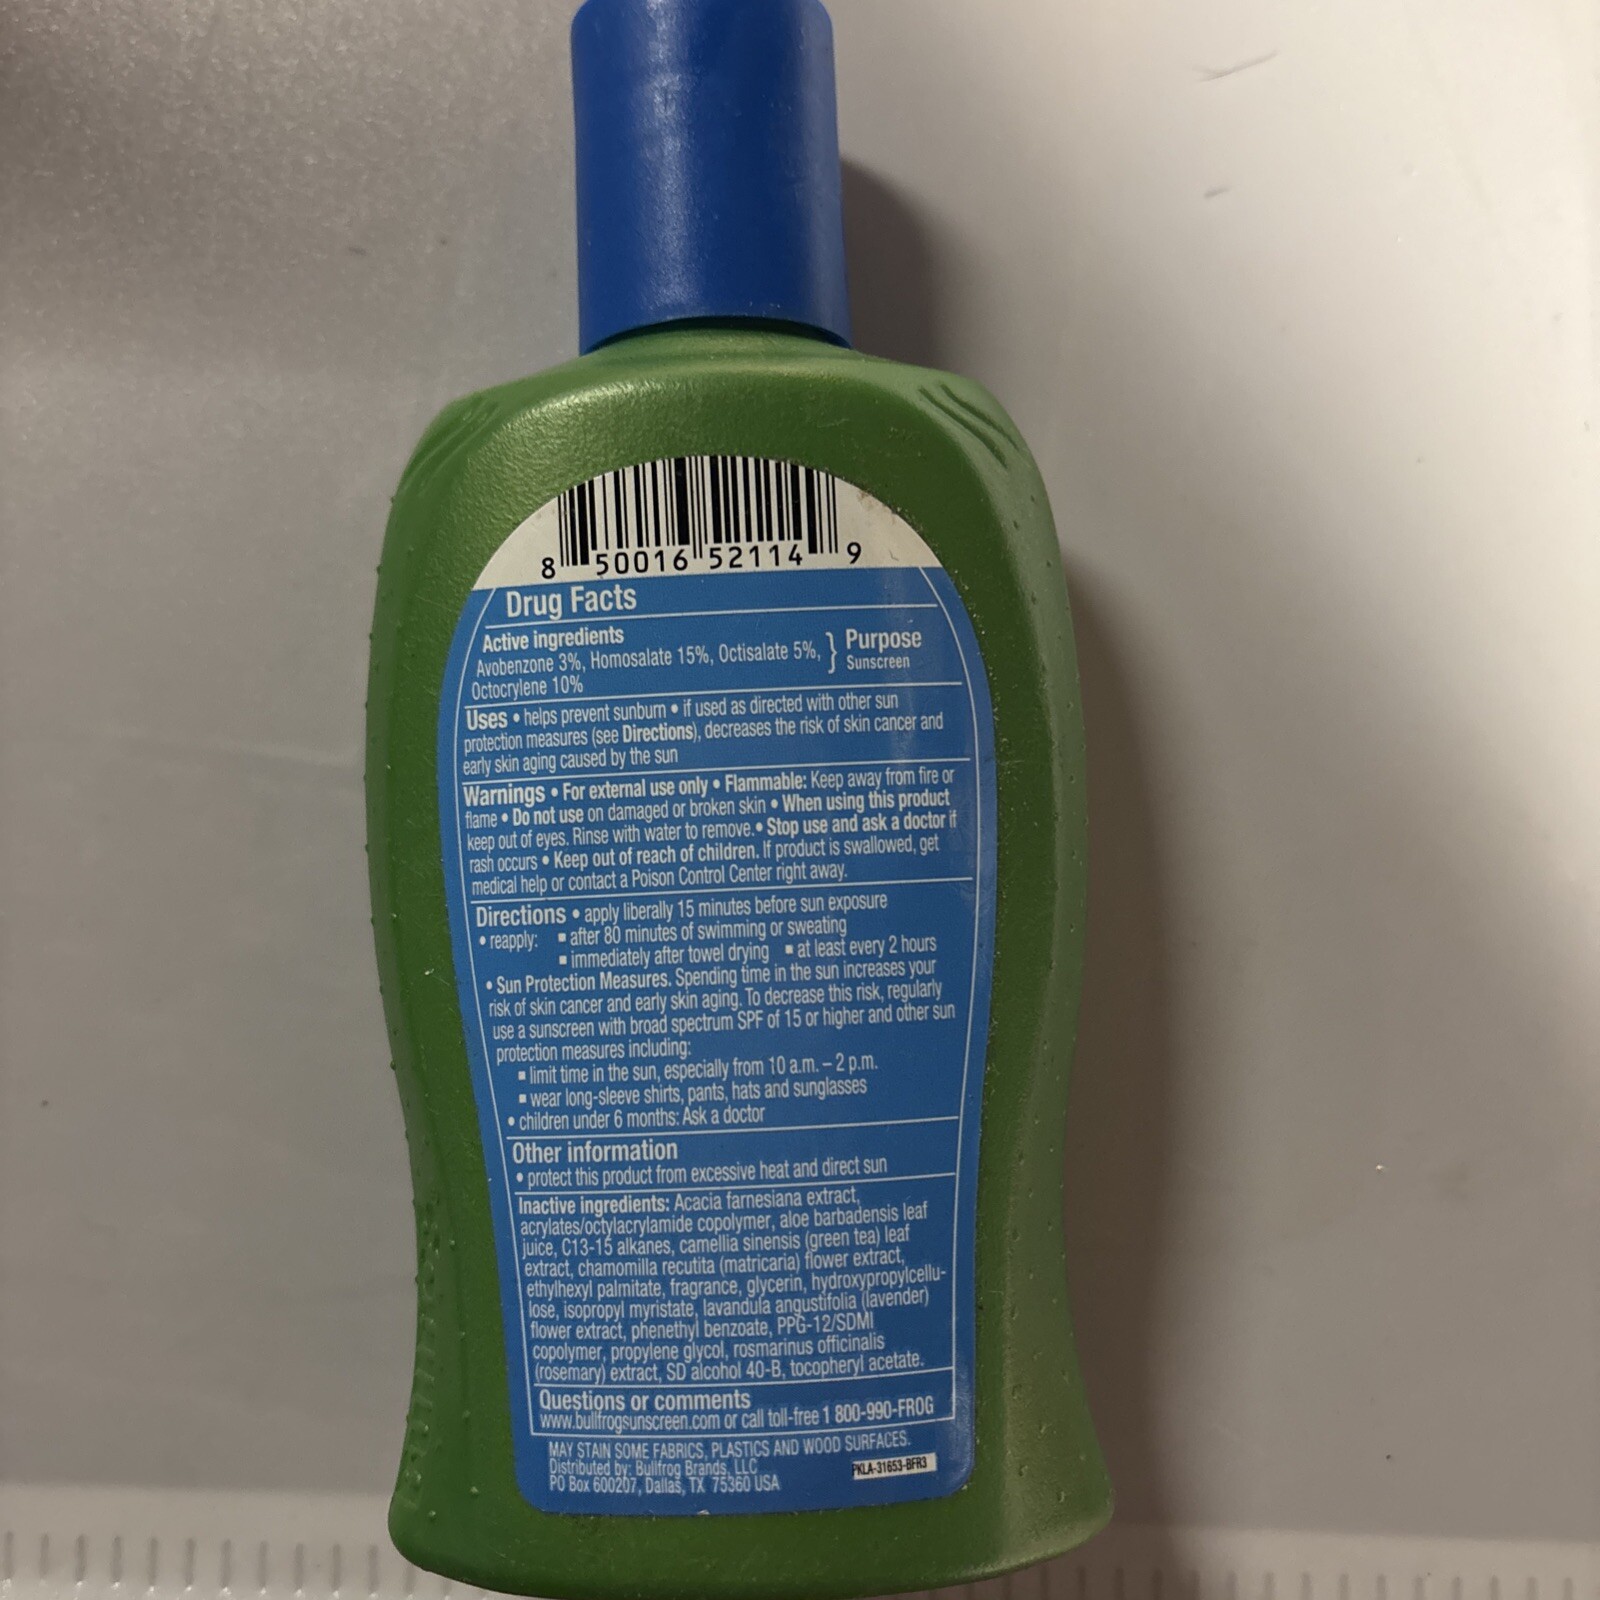 8 50016 52114 9
Drug Facts
Active ingredients
Avobenzone 3%, Homosalate 15%, Octisalate 5%,
Octocrylene 10%
} Purpose
Sunscreen
Uses • helps prevent sunburn • if used as directed with other sun
protection measures (see Directions), decreases the risk of skin cancer and
early skin aging caused by the sun
Warnings • For external use only • Flammable: Keep away from fire or
flame • Do not use on damaged or broken skin • When using this product
keep out of eyes. Rinse with water to remove. • Stop use and ask a doctor if
rash occurs • Keep out of reach of children. If product is swallowed, get
medical help or contact a Poison Control Center right away.
Directions • apply liberally 15 minutes before sun exposure
• reapply: ▪ after 80 minutes of swimming or sweating
▪ immediately after towel drying ▪ at least every 2 hours
• Sun Protection Measures. Spending time in the sun increases your
risk of skin cancer and early skin aging. To decrease this risk, regularly
use a sunscreen with broad spectrum SPF of 15 or higher and other sun
protection measures including:
▪ limit time in the sun, especially from 10 a.m. – 2 p.m.
▪ wear long-sleeve shirts, pants, hats and sunglasses
• children under 6 months: Ask a doctor
Other information
• protect this product from excessive heat and direct sun
Inactive ingredients: Acacia farnesiana extract,
acrylates/octylacrylamide copolymer, aloe barbadensis leaf
juice, C13-15 alkanes, camellia sinensis (green tea) leaf
extract, chamomilla recutita (matricaria) flower extract,
ethylhexyl palmitate, fragrance, glycerin, hydroxypropylcellu-
lose, isopropyl myristate, lavandula angustifolia (lavender)
flower extract, phenethyl benzoate, PPG-12/SDMI
copolymer, propylene glycol, rosmarinus officinalis
(rosemary) extract, SD alcohol 40-B, tocopheryl acetate.
Questions or comments
www.bullfrogsunscreen.com or call toll-free 1 800-990-FROG
MAY STAIN SOME FABRICS, PLASTICS AND WOOD SURFACES.
Distributed by: Bullfrog Brands, LLC
PO Box 600207, Dallas, TX 75360 USA
PKLA-31653-BFR3